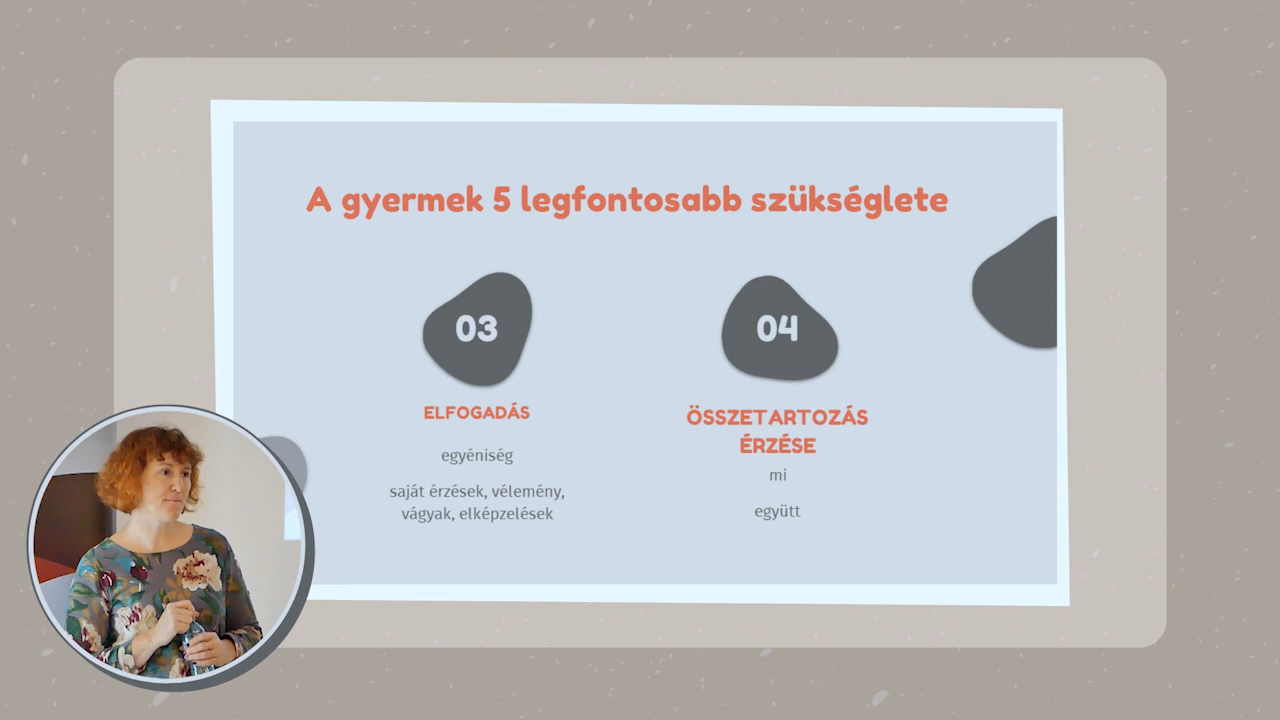 A gyermek 5 legfontosabb szükséglete
03
ELFOGADÁS
egyéniség
saját érzések, vélemény,
vágyak, elképzelések
04
ÖSSZETARTOZÁS
ÉRZÉSE
mi
együtt